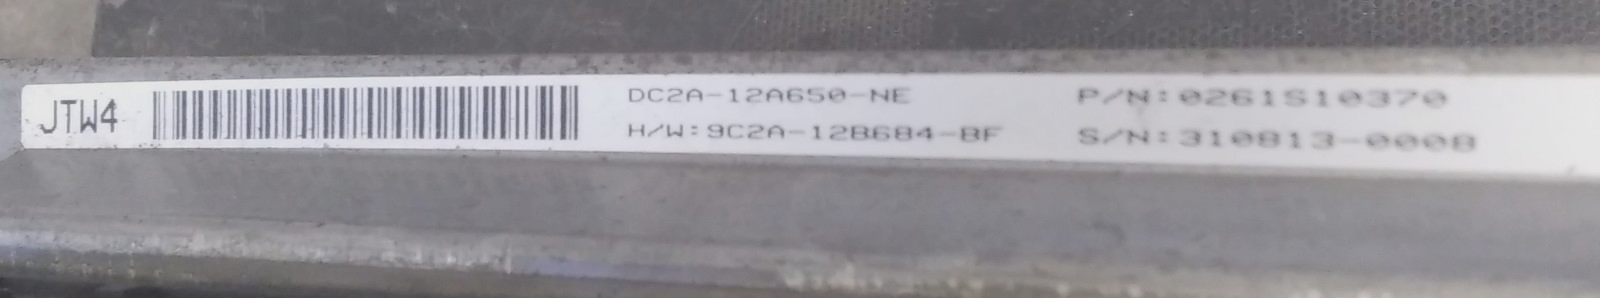 JTW4
DC2A-12A650-NE
H/W:9C2A-12B684-BF
P/N:0261S10370
S/N:310813-0008